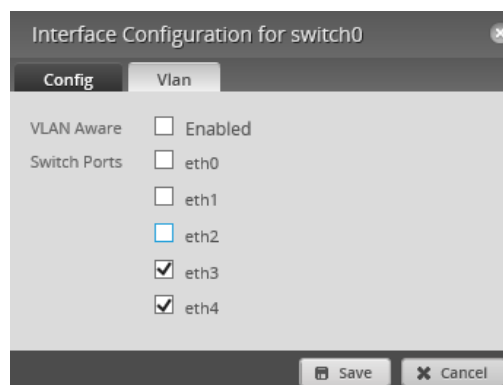 Interface Configuration for switch0
Config Vlan
VLAN Aware Enabled
Switch Ports eth0
eth1
eth2
eth3
eth4
Save Cancel